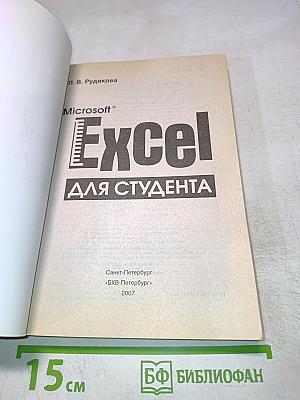 Л. В. Рудикова
Microsoft®
Excel
ДЛЯ СТУДЕНТА
Санкт-Петербург
«БХВ-Петербург»
2007
15 см
БФ БИБЛИОФАН